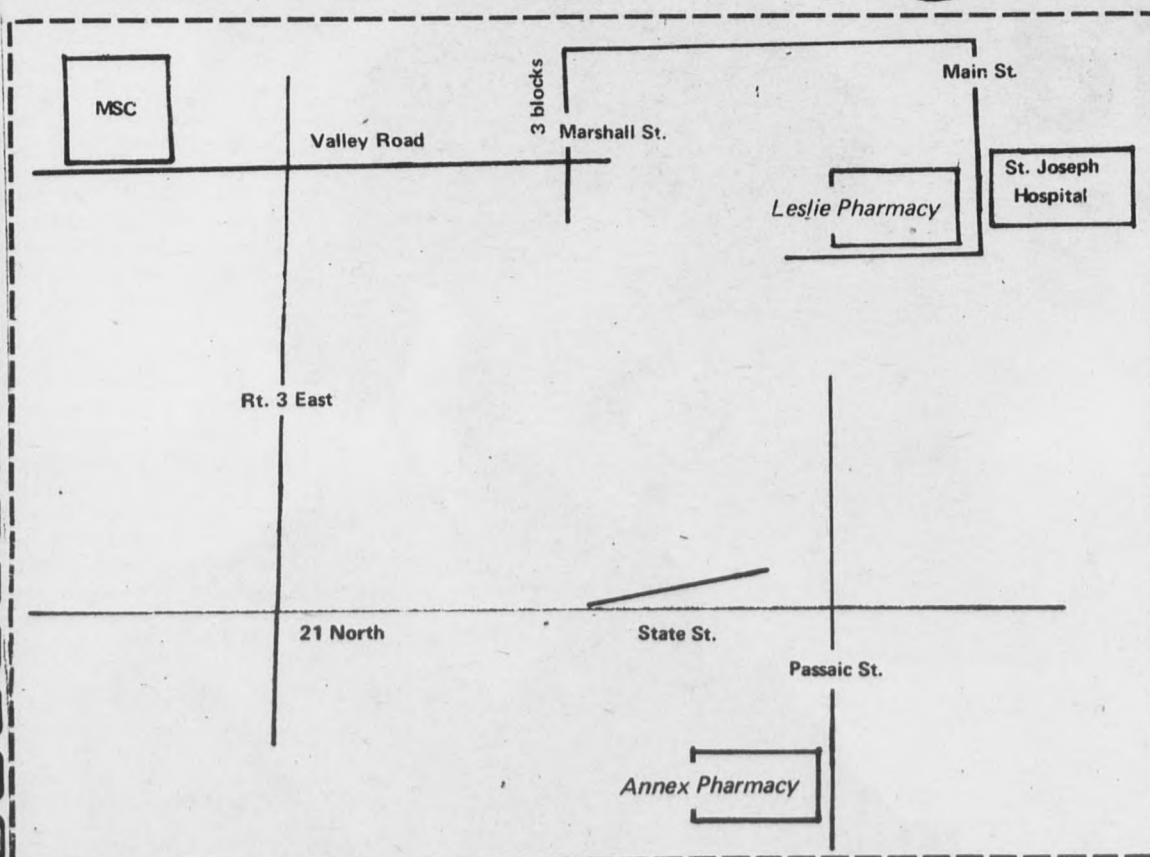 MSC
Valley Road
3 blocks
Marshall St.
Main St.
St. Joseph
Hospital
Leslie Pharmacy
Rt. 3 East
21 North
State St.
Passaic St.
Annex Pharmacy